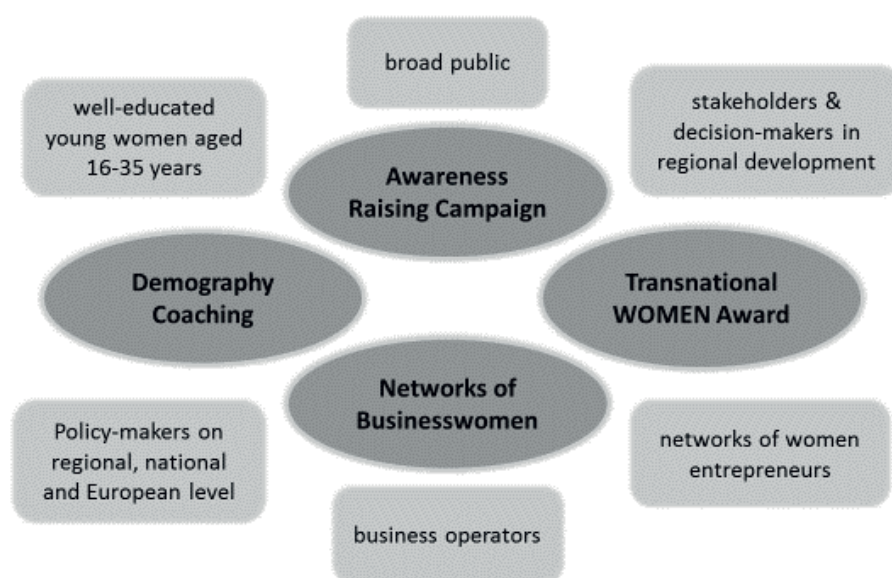 broad public
well-educated
young women aged
16-35 years
stakeholders &
decision-makers in
regional development
Awareness
Raising Campaign
Demography
Coaching
Transnational
WOMEN Award
Networks of
Businesswomen
Policy-makers on
regional, national
and European level
networks of women
entrepreneurs
business operators